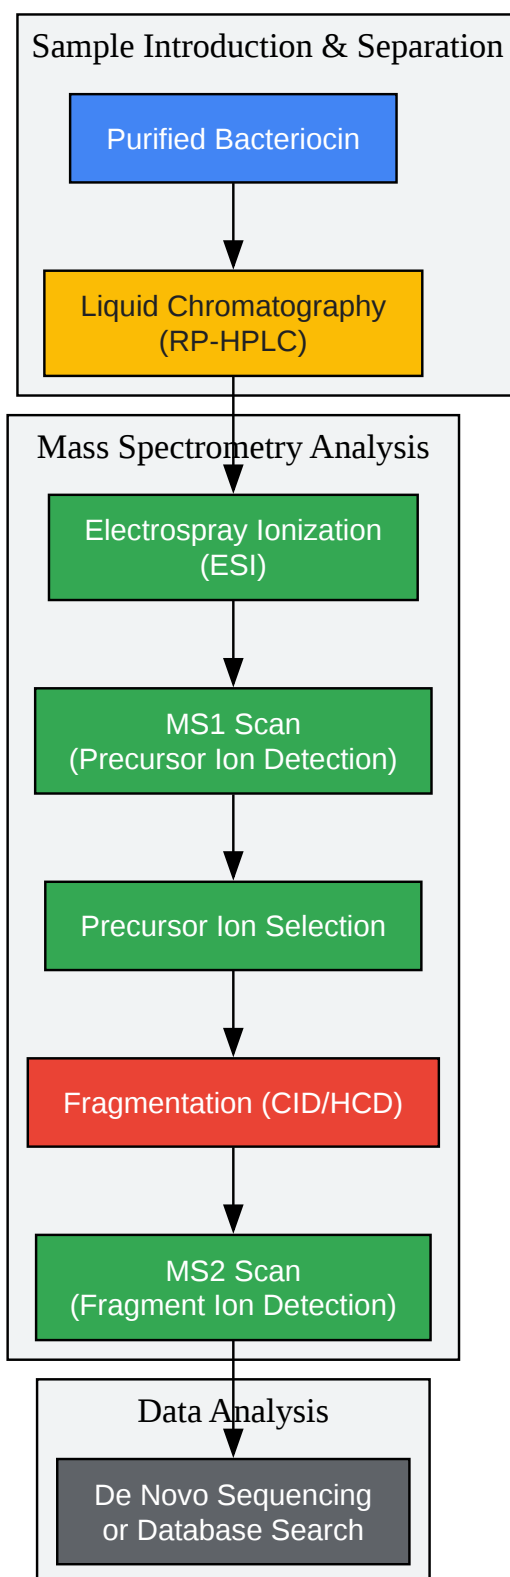 Sample Introduction & Separation
Purified Bacteriocin
Liquid Chromatography
(RP-HPLC)
Mass Spectrometry Analysis
Electrospray Ionization
(ESI)
MS1 Scan
(Precursor Ion Detection)
Precursor Ion Selection
Fragmentation (CID/HCD)
MS2 Scan
(Fragment Ion Detection)
Data Analysis
De Novo Sequencing
or Database Search